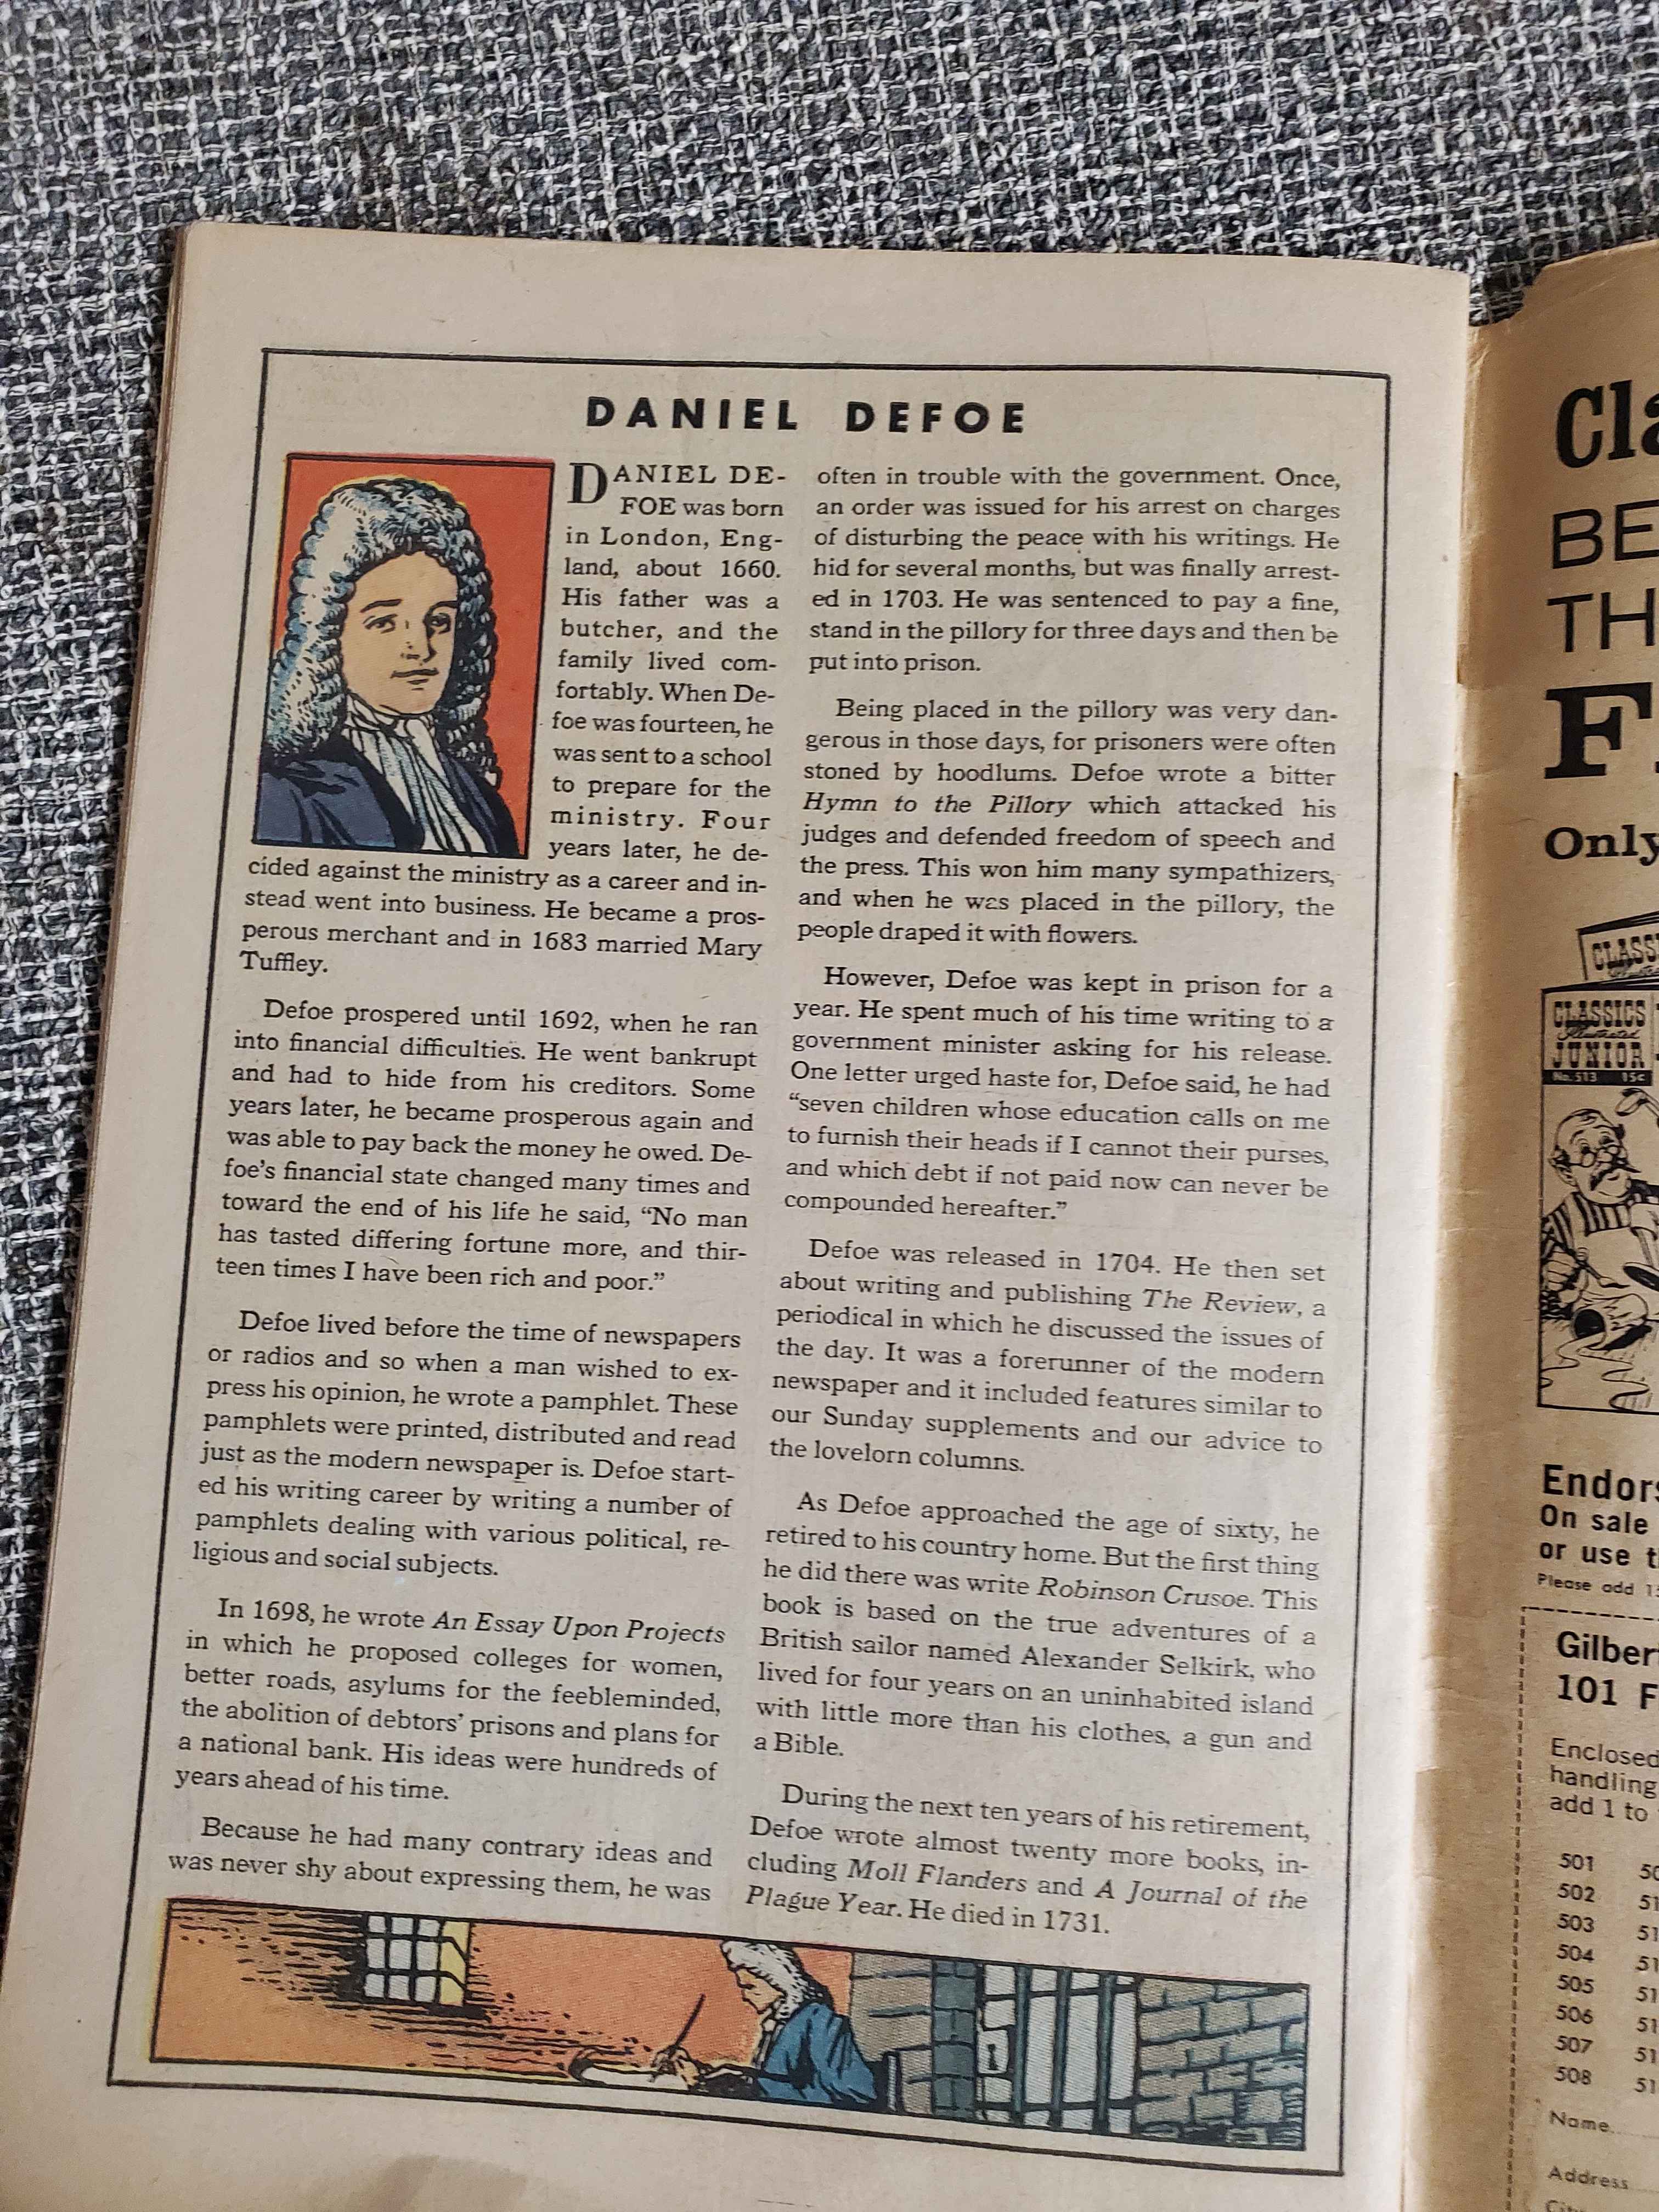 DANIEL DEFOE
DANIEL DE-
FOE was born
in London, Eng-
land, about 1660.
His father was a
butcher, and the
family lived com-
fortably. When De-
foe was fourteen, he
was sent to a school
to prepare for the
ministry. Four
years later, he de-
cided against the ministry as a career and in-
stead went into business. He became a pros-
perous merchant and in 1683 married Mary
Tuffley.
Defoe prospered until 1692, when he ran
into financial difficulties. He went bankrupt
and had to hide from his creditors. Some
years later, he became prosperous again and
was able to pay back the money he owed. De-
foe's financial state changed many times and
toward the end of his life he said, “No man
has tasted differing fortune more, and thir-
teen times I have been rich and poor.”
Defoe lived before the time of newspapers
or radios and so when a man wished to ex-
press his opinion, he wrote a pamphlet. These
pamphlets were printed, distributed and read
just as the modern newspaper is. Defoe start-
ed his writing career by writing a number of
pamphlets dealing with various political, re-
ligious and social subjects.
In 1698, he wrote An Essay Upon Projects
in which he proposed colleges for women,
better roads, asylums for the feebleminded,
the abolition of debtors' prisons and plans for
a national bank. His ideas were hundreds of
years ahead of his time.
Because he had many contrary ideas and
was never shy about expressing them, he was
often in trouble with the government. Once,
an order was issued for his arrest on charges
of disturbing the peace with his writings. He
hid for several months, but was finally arrest-
ed in 1703. He was sentenced to pay a fine,
stand in the pillory for three days and then be
put into prison.
Being placed in the pillory was very dan-
gerous in those days, for prisoners were often
stoned by hoodlums. Defoe wrote a bitter
Hymn to the Pillory which attacked his
judges and defended freedom of speech and
the press. This won him many sympathizers,
and when he was placed in the pillory, the
people draped it with flowers.
However, Defoe was kept in prison for a
year. He spent much of his time writing to a
government minister asking for his release.
One letter urged haste for, Defoe said, he had
“seven children whose education calls on me
to furnish their heads if I cannot their purses,
and which debt if not paid now can never be
compounded hereafter.”
Defoe was released in 1704. He then set
about writing and publishing The Review, a
periodical in which he discussed the issues of
the day. It was a forerunner of the modern
newspaper and it included features similar to
our Sunday supplements and our advice to
the lovelorn columns.
As Defoe approached the age of sixty, he
retired to his country home. But the first thing
he did there was write Robinson Crusoe. This
book is based on the true adventures of a
British sailor named Alexander Selkirk, who
lived for four years on an uninhabited island
with little more than his clothes, a gun and
a Bible.
During the next ten years of his retirement,
Defoe wrote almost twenty more books, in-
cluding Moll Flanders and A Journal of the
Plague Year. He died in 1731.
Cla
BE
TH
F
Only
CLASS
CLASSICS
Illustrated
JUNIOR
No. 513 15c
Endors
On sale
or use t
Please add 1
Gilber
101 F
Enclosed
handling
add 1 to
501 50
502 51
503 51
504 51
505 51
506 51
507 51
508 51
Name
Address
City